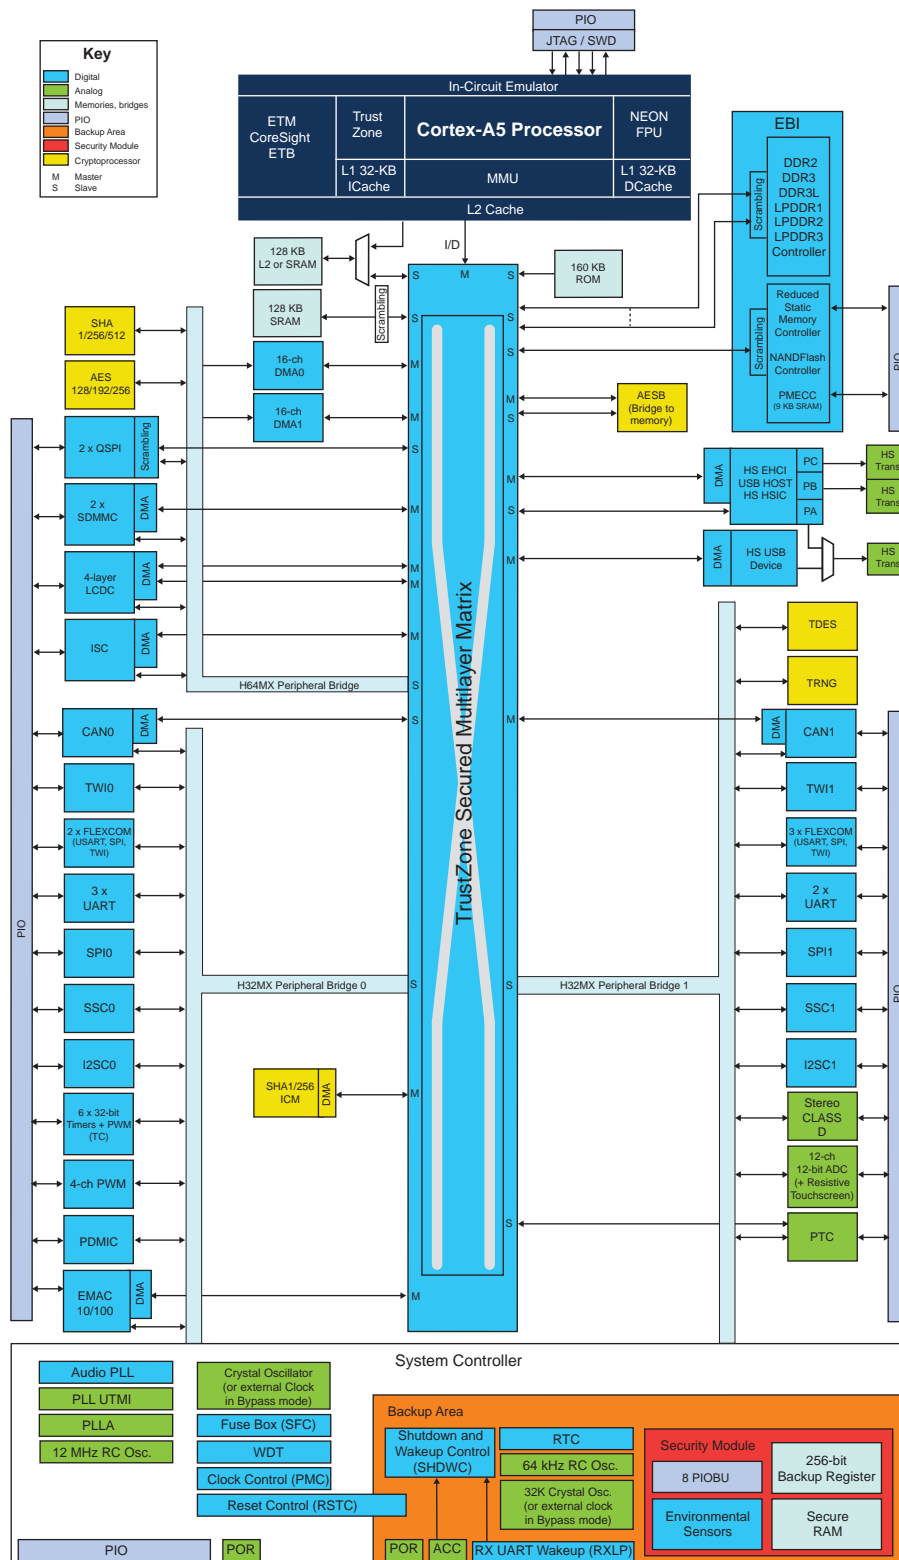 PIO
JTAG / SWD
Key
Digital
Analog
Memories, bridges
PIO
Backup Area
Security Module
Cryptoprocessor
M Master
S Slave
In-Circuit Emulator
ETM
CoreSight
ETB
Trust
Zone
Cortex-A5 Processor
NEON
FPU
L1 32-KB
ICache
MMU
L1 32-KB
DCache
L2 Cache
I/D
128 KB
L2 or SRAM
128 KB
SRAM
Scrambling
160 KB
ROM
EBI
Scrambling
DDR2
DDR3
DDR3L
LPDDR1
LPDDR2
LPDDR3
Controller
Scrambling
Reduced
Static
Memory
Controller
NANDFlash
Controller
PMECC
(9 KB SRAM)
PIO
SHA
1/256/512
AES
128/192/256
16-ch
DMA0
16-ch
DMA1
AESB
(Bridge to
memory)
2 x QSPI
Scrambling
2 x
SDMMC
DMA
4-layer
LCDC
DMA
ISC
DMA
H64MX Peripheral Bridge
DMA
HS EHCI
USB HOST
HS HSIC
PC
PB
PA
HS
Trans
HS
Trans
DMA
HS USB
Device
HS
Trans
M
S
S
M
M
S
M
M
M
M
S
S
S
M
M
S
S
S
S
M
S
M
S
M
M
S
S
TrustZone Secured Multilayer Matrix
PIO
CAN0
DMA
TWI0
2 x FLEXCOM
(USART, SPI,
TWI)
3 x
UART
SPI0
SSC0
I2SC0
6 x 32-bit
Timers + PWM
(TC)
4-ch PWM
PDMIC
EMAC
10/100
DMA
H32MX Peripheral Bridge 0
SHA1/256
ICM
DMA
H32MX Peripheral Bridge 1
TDES
TRNG
DMA
CAN1
TWI1
3 x FLEXCOM
(USART, SPI,
TWI)
2 x
UART
SPI1
SSC1
I2SC1
Stereo
CLASS
D
12-ch
12-bit ADC
(+ Resistive
Touchscreen)
PTC
PIO
System Controller
Audio PLL
PLL UTMI
PLLA
12 MHz RC Osc.
Crystal Oscillator
(or external Clock
in Bypass mode)
Fuse Box (SFC)
WDT
Clock Control (PMC)
Reset Control (RSTC)
PIO
POR
Backup Area
Shutdown and
Wakeup Control
(SHDWC)
RTC
64 kHz RC Osc.
32K Crystal Osc.
(or external clock
in Bypass mode)
POR
ACC
RX UART Wakeup (RXLP)
Security Module
8 PIOBU
256-bit
Backup Register
Environmental
Sensors
Secure
RAM